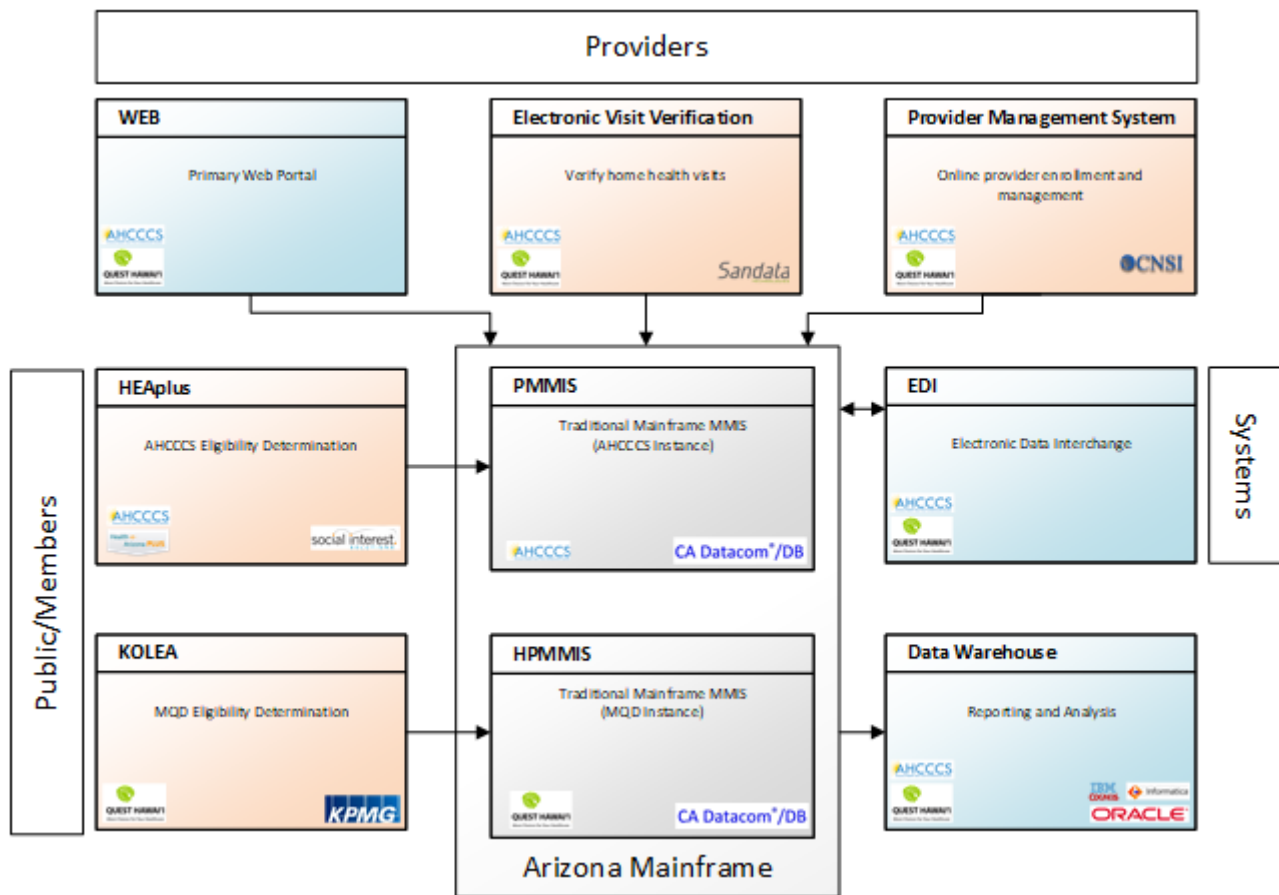 Providers
WEB
Primary Web Portal
AHCCCS
QUEST HAWAI'I
Electronic Visit Verification
Verify home health visits
AHCCCS
QUEST HAWAI'I
Sandata
Provider Management System
Online provider enrollment and
management
AHCCCS
QUEST HAWAI'I
CNSI
Public/Members
HEAplus
AHCCCS Eligibility Determination
AHCCCS
Health-e-
Arizona PLUS
social interest
SOLUTIONS
PMMIS
Traditional Mainframe MMIS
(AHCCCS Instance)
AHCCCS
CA Datacom®/DB
EDI
Electronic Data Interchange
AHCCCS
QUEST HAWAI'I
Systems
KOLEA
MQD Eligibility Determination
QUEST HAWAI'I
KPMG
HPMMIS
Traditional Mainframe MMIS
(MQD Instance)
QUEST HAWAI'I
CA Datacom®/DB
Data Warehouse
Reporting and Analysis
AHCCCS
QUEST HAWAI'I
IBM
COGNOS
Informatica
ORACLE
Arizona Mainframe